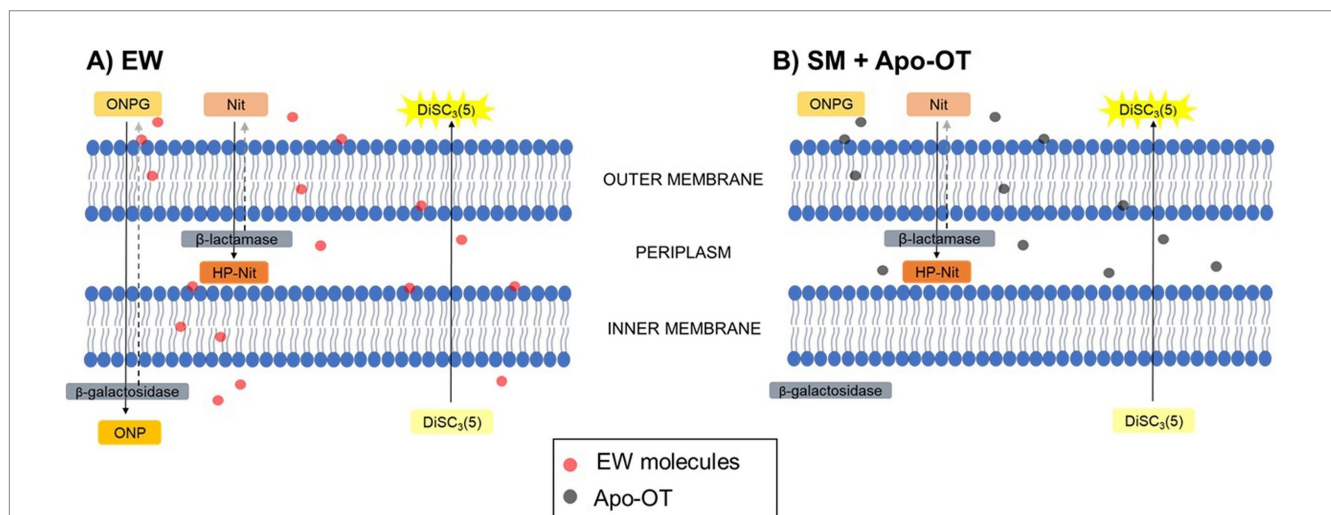 A) EW
ONPG
Nit
DiSC₃(5)
β-lactamase
HP-Nit
β-galactosidase
ONP
DiSC₃(5)
OUTER MEMBRANE
PERIPLASM
INNER MEMBRANE
B) SM + Apo-OT
ONPG
Nit
DiSC₃(5)
β-lactamase
HP-Nit
β-galactosidase
DiSC₃(5)
EW molecules
Apo-OT